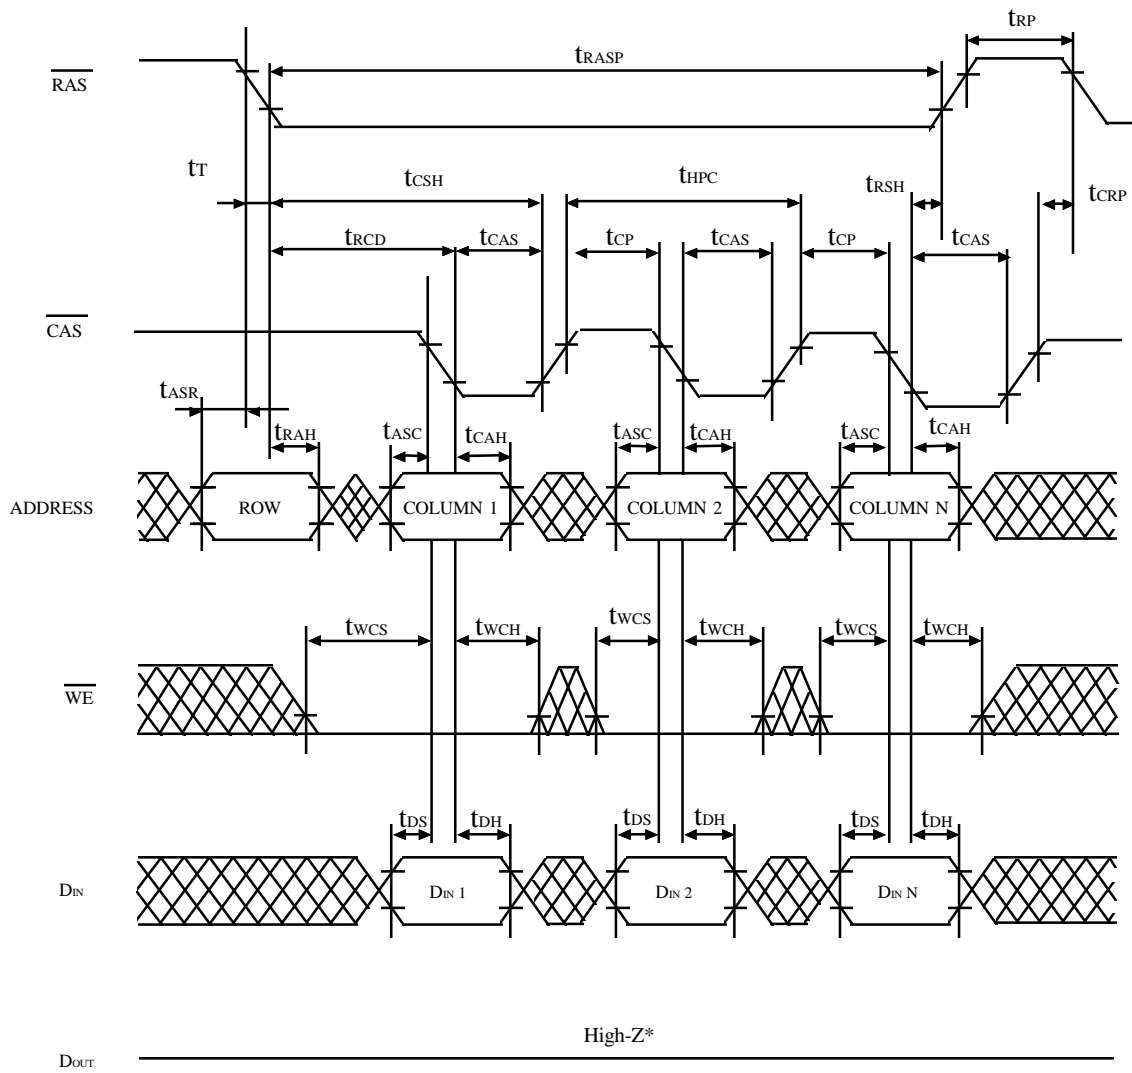 tRP
tRASP
RAS
tT
tCSH
tHPC
tRSH
tCRP
tRCD
tCAS
tCP
tCAS
tCP
tCAS
CAS
tASR
tRAH
tASC
tCAH
tASC
tCAH
tASC
tCAH
ADDRESS
ROW
COLUMN 1
COLUMN 2
COLUMN N
tWCS
tWCH
tWCS
tWCH
tWCS
tWCH
WE
tDS
tDH
tDS
tDH
tDS
tDH
DIN
DIN 1
DIN 2
DIN N
High-Z*
DOUT